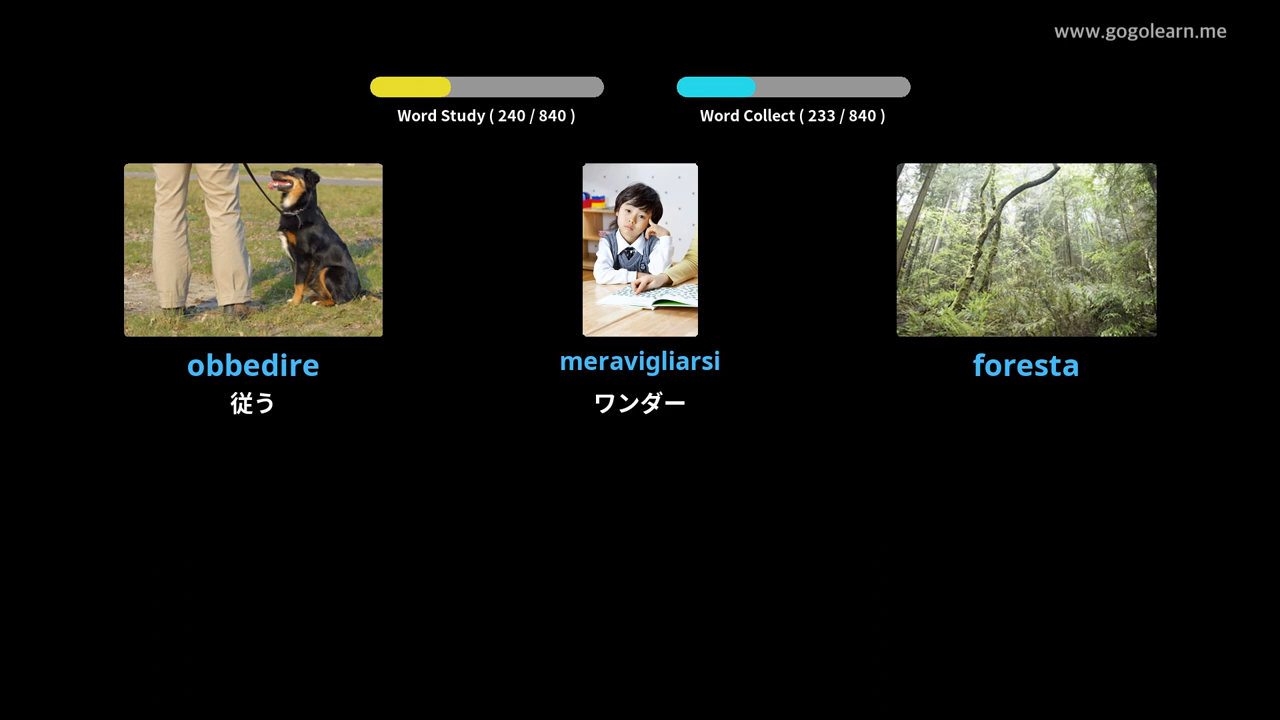 www.gogolearn.me
Word Study ( 240 / 840 )
Word Collect ( 233 / 840 )
obbedire
従う
meravigliarsi
ワンダー
foresta